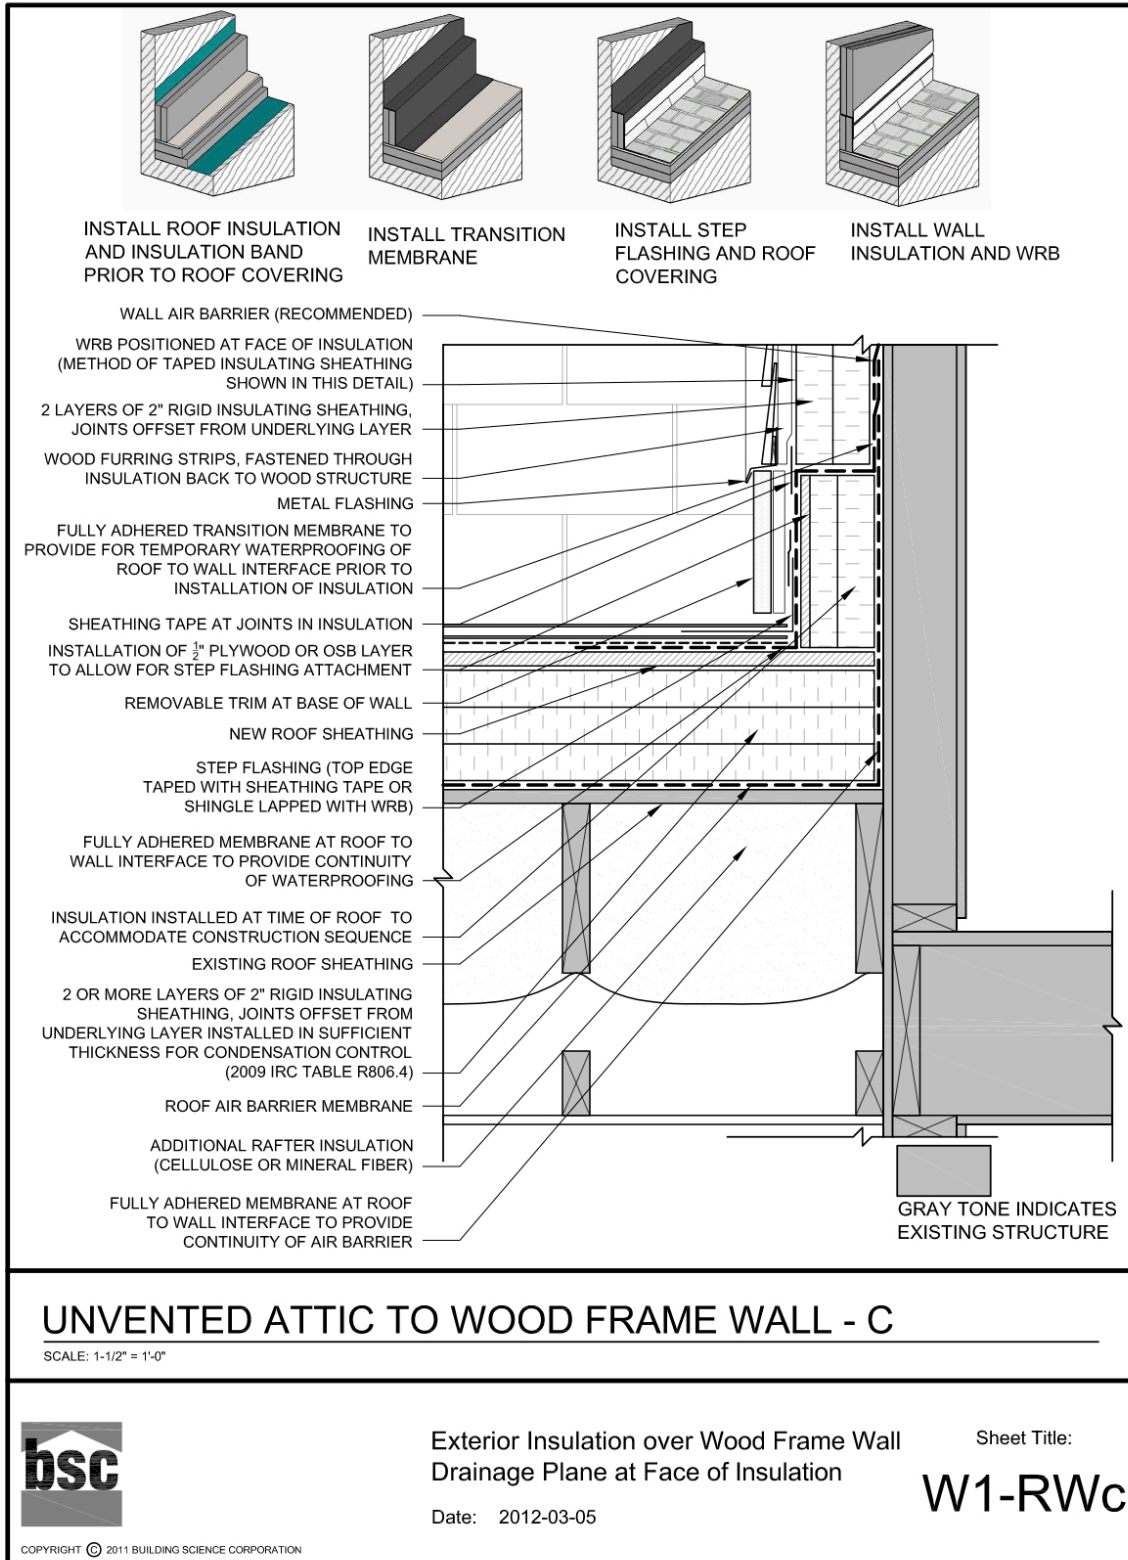 INSTALL ROOF INSULATION
AND INSULATION BAND
PRIOR TO ROOF COVERING
INSTALL TRANSITION
MEMBRANE
INSTALL STEP
FLASHING AND ROOF
COVERING
INSTALL WALL
INSULATION AND WRB
WALL AIR BARRIER (RECOMMENDED)
WRB POSITIONED AT FACE OF INSULATION
(METHOD OF TAPED INSULATING SHEATHING
SHOWN IN THIS DETAIL)
2 LAYERS OF 2" RIGID INSULATING SHEATHING,
JOINTS OFFSET FROM UNDERLYING LAYER
WOOD FURRING STRIPS, FASTENED THROUGH
INSULATION BACK TO WOOD STRUCTURE
METAL FLASHING
FULLY ADHERED TRANSITION MEMBRANE TO
PROVIDE FOR TEMPORARY WATERPROOFING OF
ROOF TO WALL INTERFACE PRIOR TO
INSTALLATION OF INSULATION
SHEATHING TAPE AT JOINTS IN INSULATION
INSTALLATION OF 1/2" PLYWOOD OR OSB LAYER
TO ALLOW FOR STEP FLASHING ATTACHMENT
REMOVABLE TRIM AT BASE OF WALL
NEW ROOF SHEATHING
STEP FLASHING (TOP EDGE
TAPED WITH SHEATHING TAPE OR
SHINGLE LAPPED WITH WRB)
FULLY ADHERED MEMBRANE AT ROOF TO
WALL INTERFACE TO PROVIDE CONTINUITY
OF WATERPROOFING
INSULATION INSTALLED AT TIME OF ROOF TO
ACCOMMODATE CONSTRUCTION SEQUENCE
EXISTING ROOF SHEATHING
2 OR MORE LAYERS OF 2" RIGID INSULATING
SHEATHING, JOINTS OFFSET FROM
UNDERLYING LAYER INSTALLED IN SUFFICIENT
THICKNESS FOR CONDENSATION CONTROL
(2009 IRC TABLE R806.4)
ROOF AIR BARRIER MEMBRANE
ADDITIONAL RAFTER INSULATION
(CELLULOSE OR MINERAL FIBER)
FULLY ADHERED MEMBRANE AT ROOF
TO WALL INTERFACE TO PROVIDE
CONTINUITY OF AIR BARRIER
GRAY TONE INDICATES
EXISTING STRUCTURE
UNVENTED ATTIC TO WOOD FRAME WALL - C
SCALE: 1-1/2" = 1'-0"
bsc
COPYRIGHT © 2011 BUILDING SCIENCE CORPORATION
Exterior Insulation over Wood Frame Wall
Drainage Plane at Face of Insulation
Date: 2012-03-05
Sheet Title:
W1-RWc